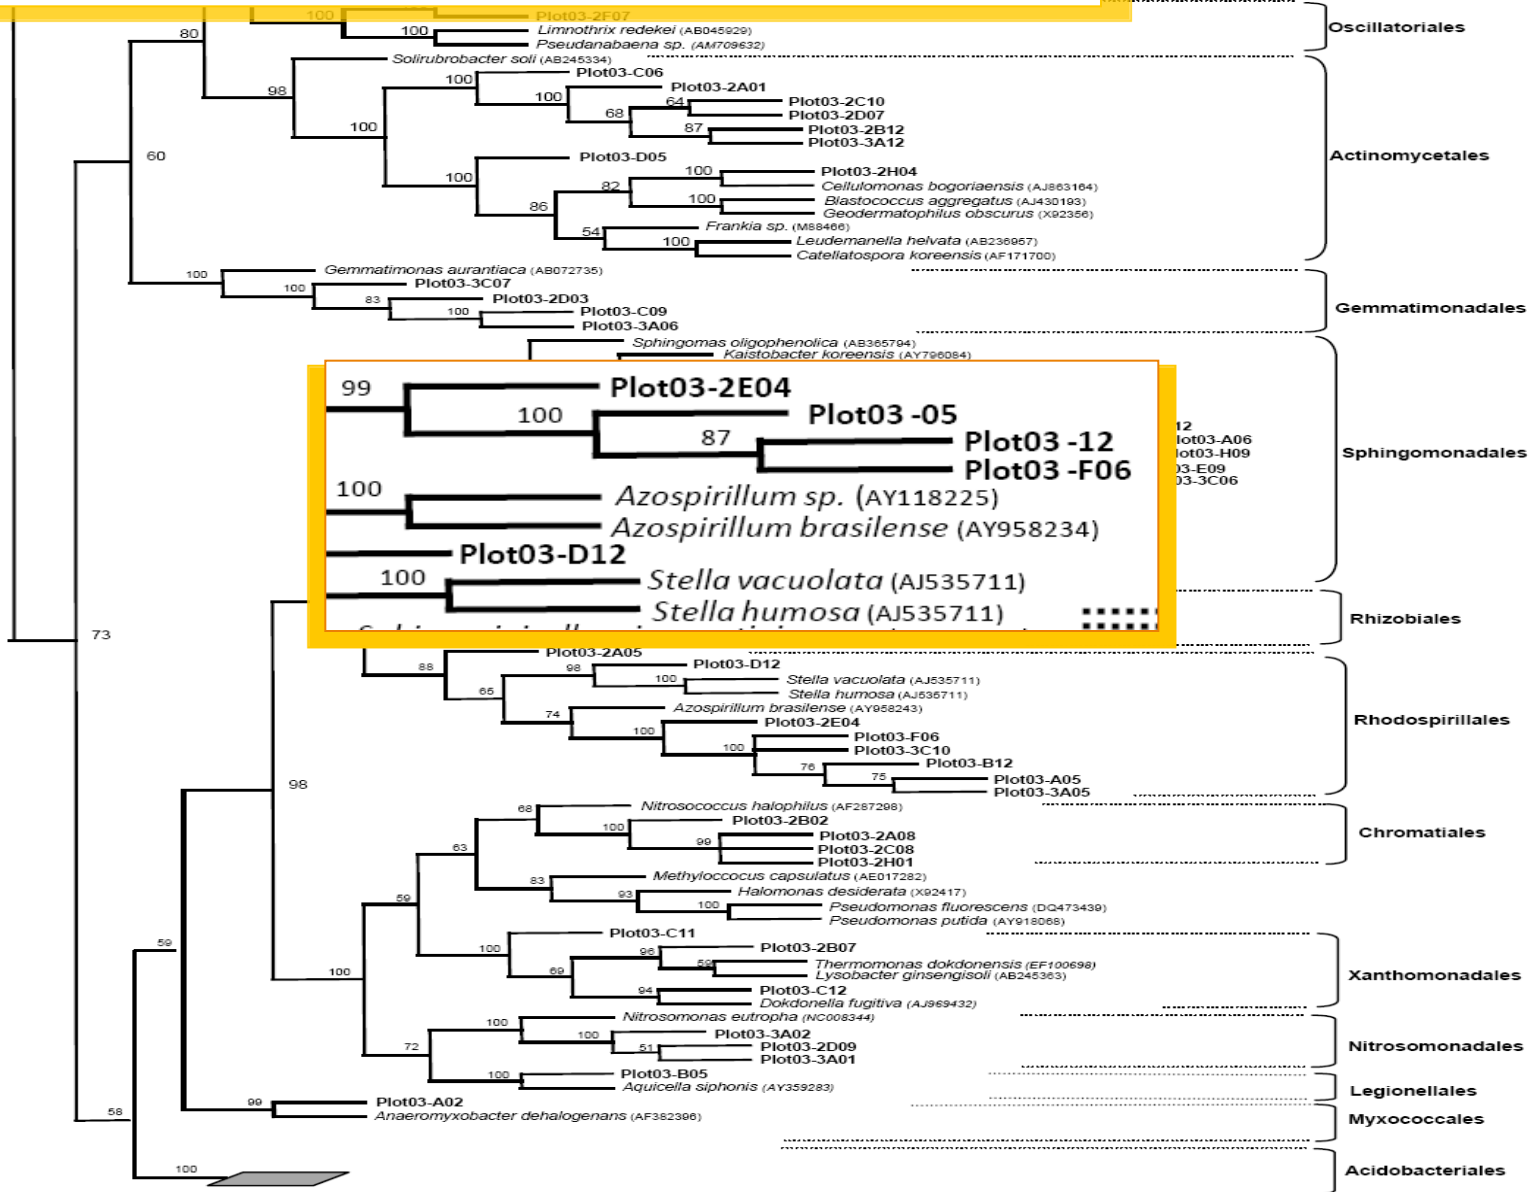 100
Plot03-2F07
Limnothrix redekei (AB045929)
100
Pseudanabaena sp. (AM709632)
Oscillatoriales
80
Solirubrobacter soli (AB245334)
98
Plot03-C06
100
Plot03-2A01
100
Plot03-2C10
64
Plot03-2D07
68
Plot03-2B12
87
Plot03-3A12
100
Actinomycetales
60
Plot03-D05
100
Plot03-2H04
100
82
Cellulomonas bogoriaensis (AJ863164)
Blastococcus aggregatus (AJ430193)
100
Geodermatophilus obscurus (X92356)
86
Frankia sp. (M88466)
54
Leudemanella helvata (AB236957)
100
Catellatospora koreensis (AF171700)
100
Gemmatimonas aurantiaca (AB072735)
100
Plot03-3C07
83
Plot03-2D03
100
Plot03-C09
Plot03-3A06
Gemmatimonadales
Sphingomas oligophenolica (AB365794)
Kaistobacter koreensis (AY796084)
99
Plot03-2E04
100
Plot03 -05
87
Plot03 -12
Plot03 -F06
100
Azospirillum sp. (AY118225)
Azospirillum brasilense (AY958234)
Plot03-D12
100
Stella vacuolata (AJ535711)
Stella humosa (AJ535711)
12
lot03-A06
lot03-H09
03-E09
03-3C06
Sphingomonadales
Rhizobiales
73
Plot03-2A05
88
98
Plot03-D12
100
Stella vacuolata (AJ535711)
Stella humosa (AJ535711)
65
74
Azospirillum brasilense (AY958243)
Plot03-2E04
100
Plot03-F06
100
Plot03-3C10
Plot03-B12
76
75
Plot03-A05
Plot03-3A05
Rhodospirillales
98
68
Nitrosococcus halophilus (AF287298)
Plot03-2B02
100
Plot03-2A08
99
Plot03-2C08
Plot03-2H01
Chromatiales
63
Methyloccoccus capsulatus (AE017282)
83
Halomonas desiderata (X92417)
93
100
Pseudomonas fluorescens (DQ473439)
Pseudomonas putida (AY918068)
59
Plot03-C11
100
Plot03-2B07
96
59
Thermomonas dokdonensis (EF100698)
Lysobacter ginsengisoli (AB245363)
69
94
Plot03-C12
Dokdonella fugitiva (AJ969432)
Xanthomonadales
59
100
100
Nitrosomonas eutropha (NC008344)
100
Plot03-3A02
51
Plot03-2D09
Plot03-3A01
Nitrosomonadales
72
100
Plot03-B05
Aquicella siphonis (AY359283)
Legionellales
99
Plot03-A02
Anaeromyxobacter dehalogenans (AF382396)
Myxococcales
58
100
Acidobacteriales